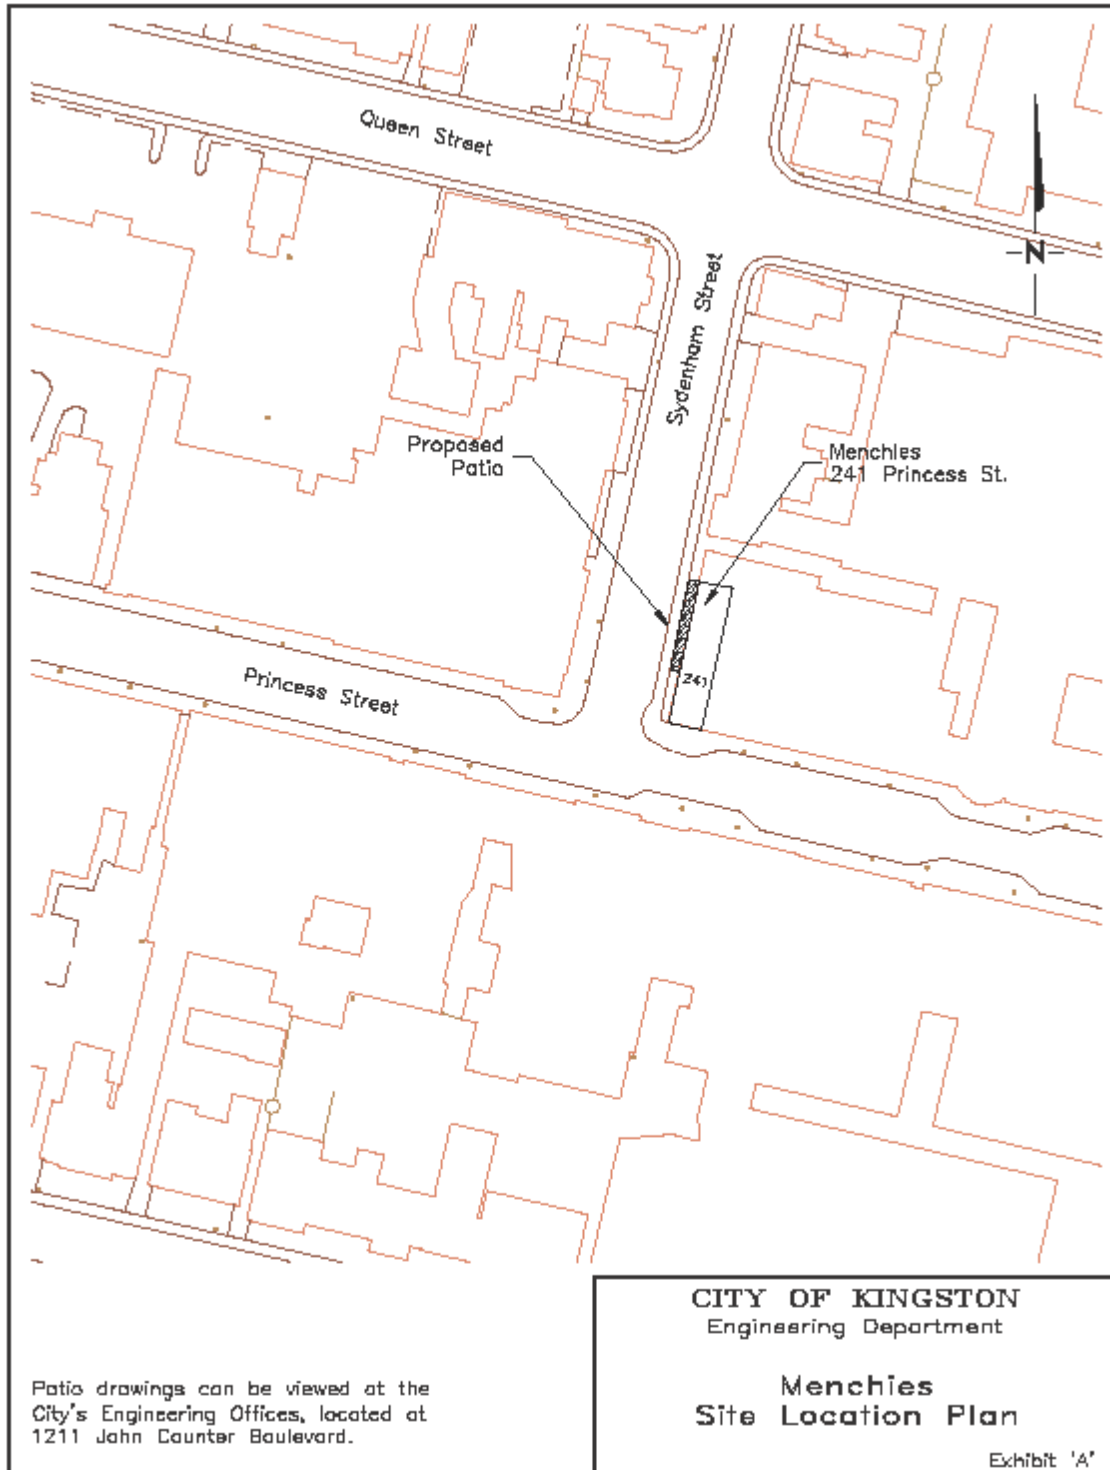 Queen Street
N
Sydenham Street
Proposed
Patio
Menchies
241 Princess St.
241
Princess Street
CITY OF KINGSTON
Engineering Department
Menchies
Site Location Plan
Exhibit 'A'
Patio drawings can be viewed at the
City's Engineering Offices, located at
1211 John Counter Boulevard.